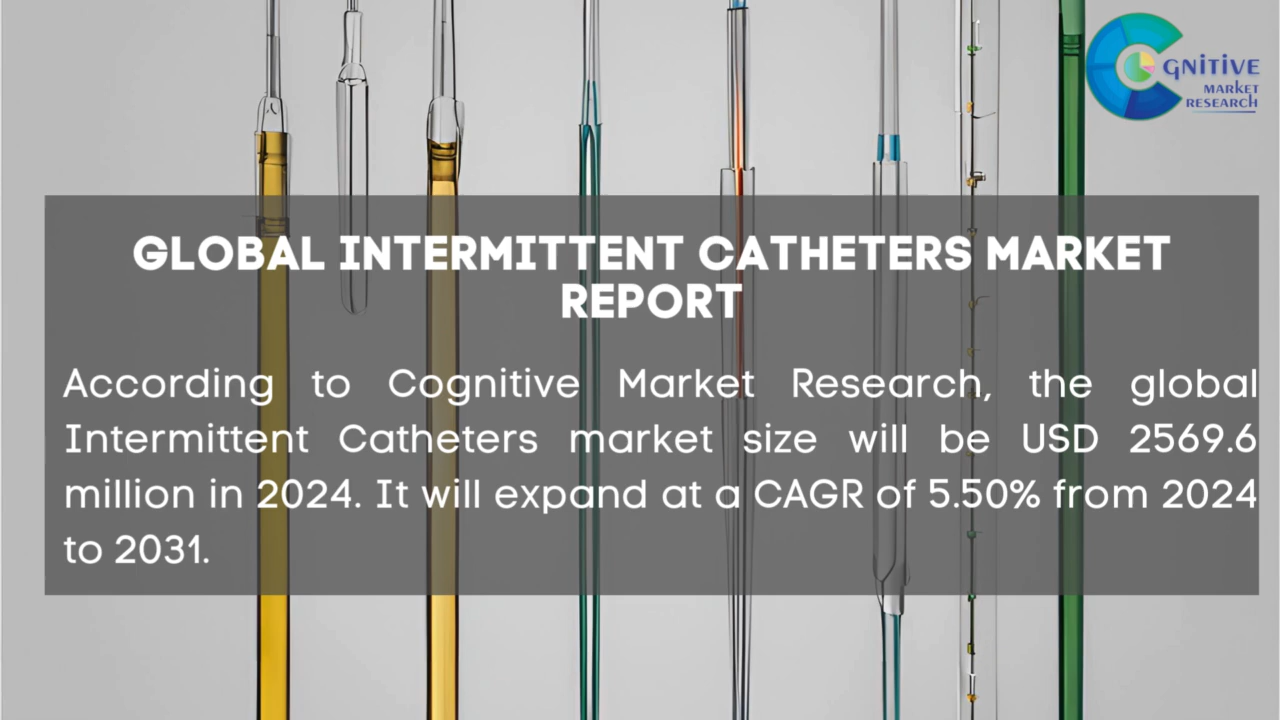 COGNITIVE
MARKET
RESEARCH
GLOBAL INTERMITTENT CATHETERS MARKET
REPORT
According to Cognitive Market Research, the global
Intermittent Catheters market size will be USD 2569.6
million in 2024. It will expand at a CAGR of 5.50% from 2024
to 2031.